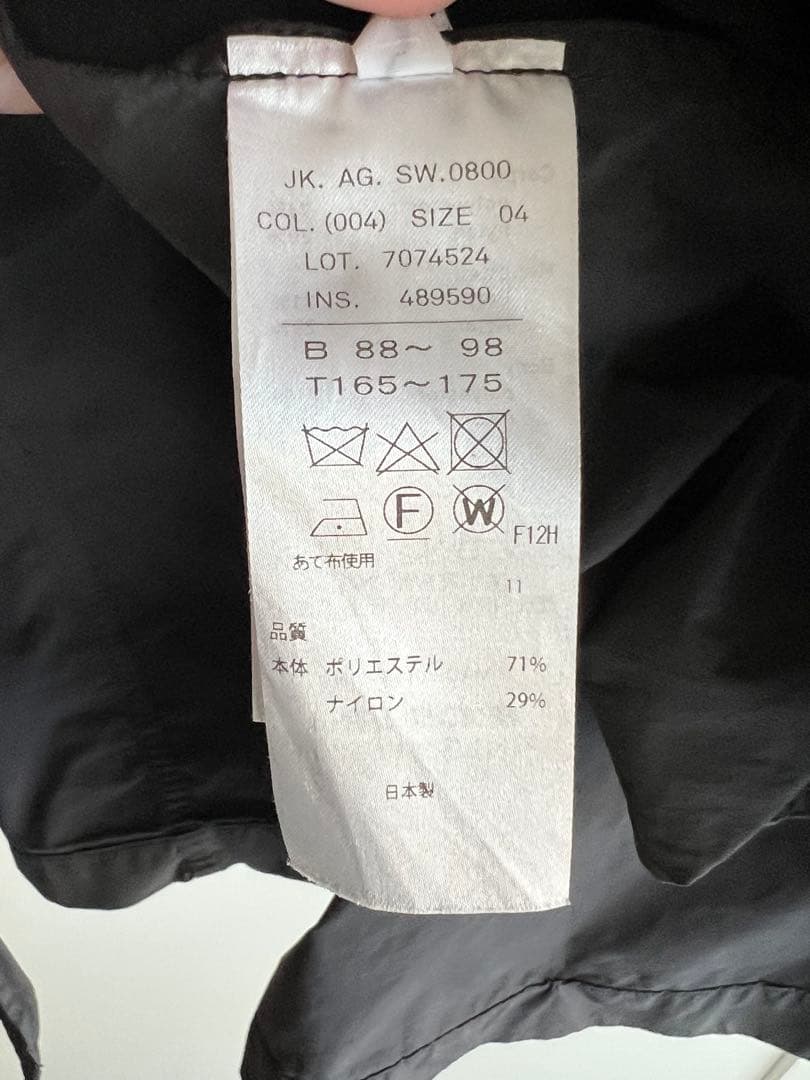 JK. AG. SW.0800
COL. (004) SIZE 04
LOT. 7074524
INS. 489590
B 88～ 98
T165～175
F W F12H
あて布使用
11
品質
本体 ポリエステル 71%
ナイロン 29%
日本製